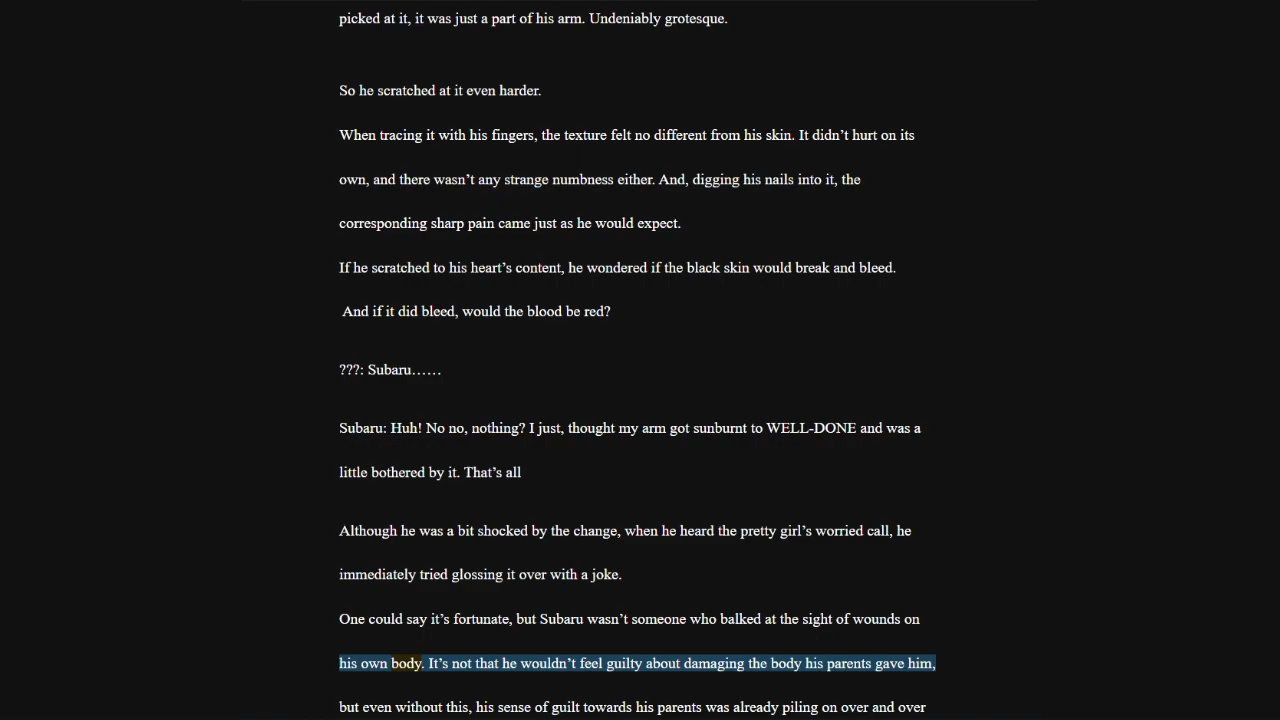 picked at it, it was just a part of his arm. Undeniably grotesque.
So he scratched at it even harder.
When tracing it with his fingers, the texture felt no different from his skin. It didn’t hurt on its
own, and there wasn’t any strange numbness either. And, digging his nails into it, the
corresponding sharp pain came just as he would expect.
If he scratched to his heart’s content, he wondered if the black skin would break and bleed.
And if it did bleed, would the blood be red?
???: Subaru……
Subaru: Huh! No no, nothing? I just, thought my arm got sunburnt to WELL-DONE and was a
little bothered by it. That’s all
Although he was a bit shocked by the change, when he heard the pretty girl’s worried call, he
immediately tried glossing it over with a joke.
One could say it’s fortunate, but Subaru wasn’t someone who balked at the sight of wounds on
his own body. It’s not that he wouldn’t feel guilty about damaging the body his parents gave him,
but even without this, his sense of guilt towards his parents was already piling on over and over